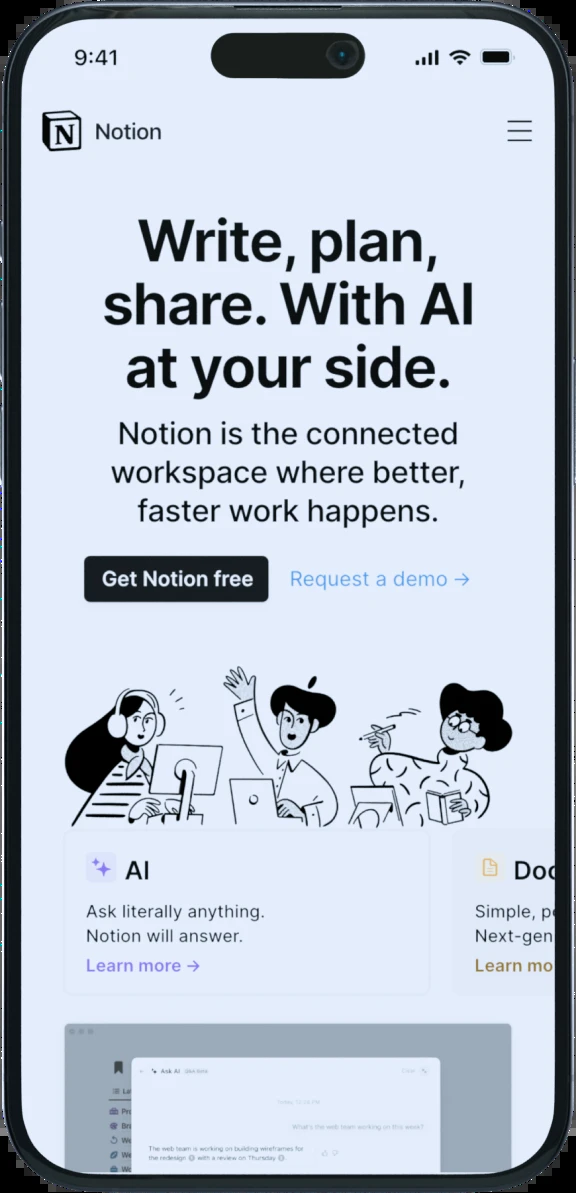 9:41
N Notion
Write, plan,
share. With AI
at your side.
Notion is the connected
workspace where better,
faster work happens.
Get Notion free
Request a demo →
AI
Ask literally anything.
Notion will answer.
Learn more →
Doc
Simple, po
Next-gen
Learn mo
Ask AI
What's the web team working on this week?
The web team is working on building wireframes for
the redesign with a review on Thursday